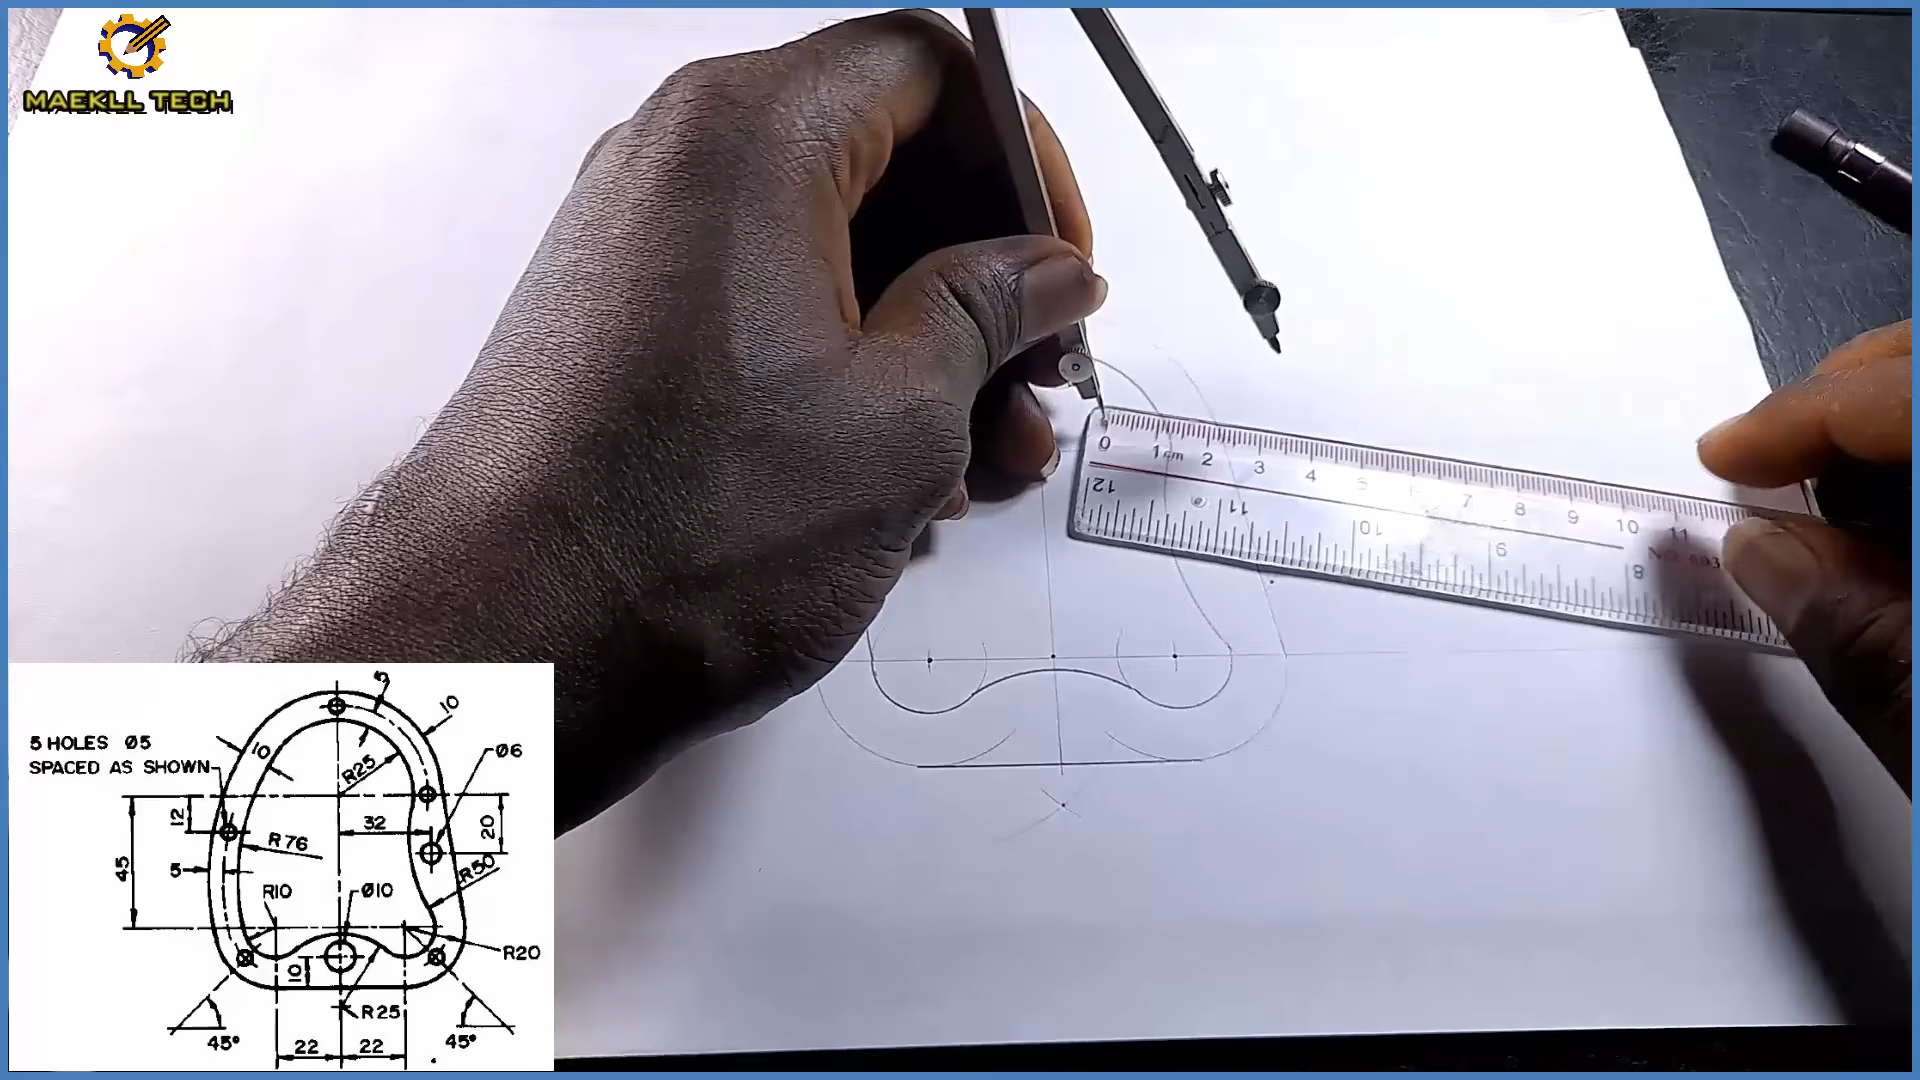 MAEKLL TECH
0 1cm 2 3 4 5 6 7 8 9 10 11
12 11 10 9 8
5
10
5 HOLES Ø5
SPACED AS SHOWN
10
Ø6
R25
12
32
20
R76
45
5
R50
R10
Ø10
R20
10
R25
45°
45°
22
22